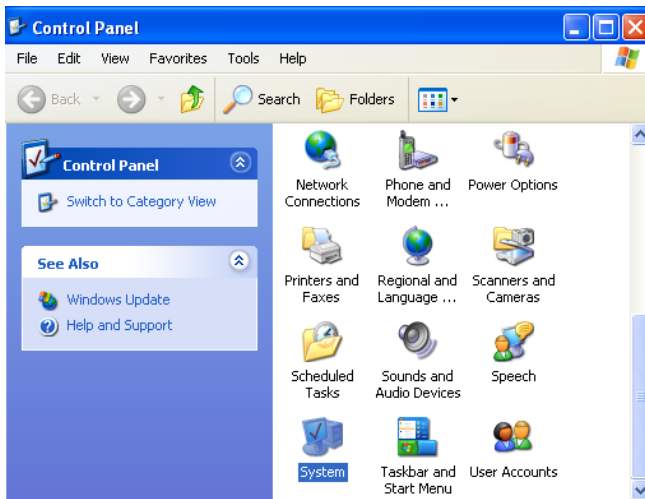 Control Panel
File Edit View Favorites Tools Help
Back Search Folders
Control Panel
Switch to Category View
See Also
Windows Update
Help and Support
Network Connections
Phone and Modem ...
Power Options
Printers and Faxes
Regional and Language ...
Scanners and Cameras
Scheduled Tasks
Sounds and Audio Devices
Speech
System
Taskbar and Start Menu
User Accounts